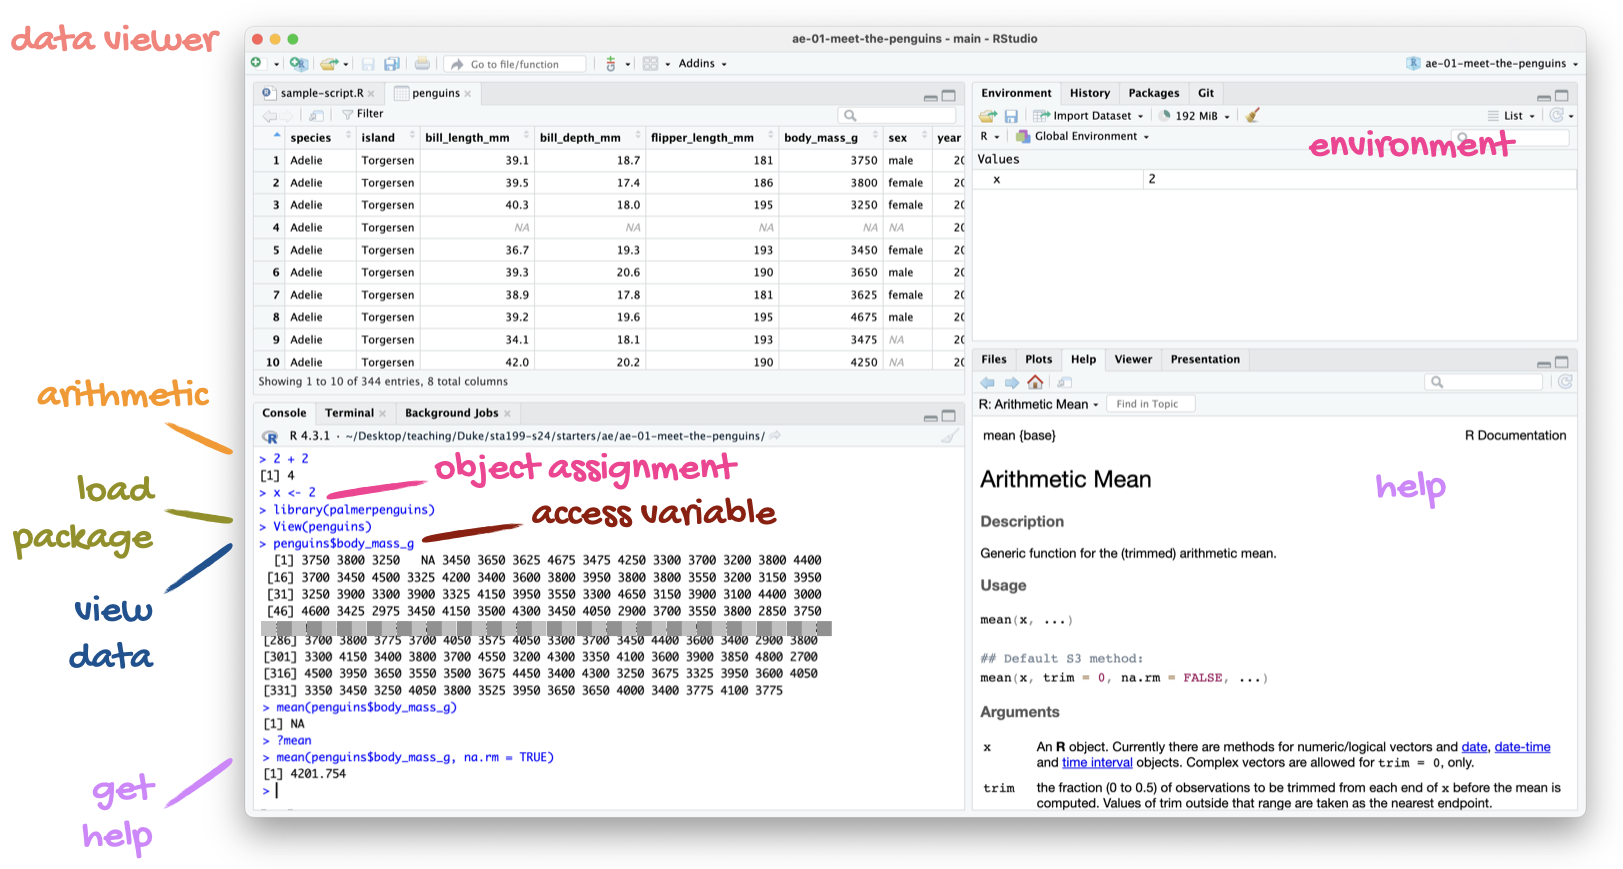 data viewer
ae-01-meet-the-penguins - main - RStudio
Go to file/function
Addins
ae-01-meet-the-penguins
sample-script.R
penguins
Filter
species island bill_length_mm bill_depth_mm flipper_length_mm body_mass_g sex year
1 Adelie Torgersen 39.1 18.7 181 3750 male 20
2 Adelie Torgersen 39.5 17.4 186 3800 female 20
3 Adelie Torgersen 40.3 18.0 195 3250 female 20
4 Adelie Torgersen NA NA NA NA NA 20
5 Adelie Torgersen 36.7 19.3 193 3450 female 20
6 Adelie Torgersen 39.3 20.6 190 3650 male 20
7 Adelie Torgersen 38.9 17.8 181 3625 female 20
8 Adelie Torgersen 39.2 19.6 195 4675 male 20
9 Adelie Torgersen 34.1 18.1 193 3475 NA 20
10 Adelie Torgersen 42.0 20.2 190 4250 NA 20
Showing 1 to 10 of 344 entries, 8 total columns
Environment History Packages Git
Import Dataset 192 MiB List
R Global Environment
environment
Values
x 2
arithmetic
load
package
view
data
get
help
Console Terminal Background Jobs
R 4.3.1 · ~/Desktop/teaching/Duke/sta199-s24/starters/ae/ae-01-meet-the-penguins/
> 2 + 2
[1] 4
> x <- 2
object assignment
> library(palmerpenguins)
> View(penguins)
access variable
> penguins$body_mass_g
[1] 3750 3800 3250 NA 3450 3650 3625 4675 3475 4250 3300 3700 3200 3800 4400
[16] 3700 3450 4500 3325 4200 3400 3600 3800 3950 3800 3800 3550 3200 3150 3950
[31] 3250 3900 3300 3900 3325 4150 3950 3550 3300 4650 3150 3900 3100 4400 3000
[46] 4600 3425 2975 3450 4150 3500 4300 3450 4050 2900 3700 3550 3800 2850 3750
[286] 3700 3800 3775 3700 4050 3575 4050 3300 3700 3450 4400 3600 3400 2900 3800
[301] 3300 4150 3400 3800 3700 4550 3200 4300 3350 4100 3600 3900 3850 4800 2700
[316] 4500 3950 3650 3550 3500 3675 4450 3400 4300 3250 3675 3325 3950 3600 4050
[331] 3350 3450 3250 4050 3800 3525 3950 3650 3650 4000 3400 3775 4100 3775
> mean(penguins$body_mass_g)
[1] NA
> ?mean
> mean(penguins$body_mass_g, na.rm = TRUE)
[1] 4201.754
>
Files Plots Help Viewer Presentation
R: Arithmetic Mean Find in Topic
mean {base} R Documentation
Arithmetic Mean
help
Description
Generic function for the (trimmed) arithmetic mean.
Usage
mean(x, ...)
## Default S3 method:
mean(x, trim = 0, na.rm = FALSE, ...)
Arguments
x An R object. Currently there are methods for numeric/logical vectors and date, date-time
and time interval objects. Complex vectors are allowed for trim = 0, only.
trim the fraction (0 to 0.5) of observations to be trimmed from each end of x before the mean is
computed. Values of trim outside that range are taken as the nearest endpoint.